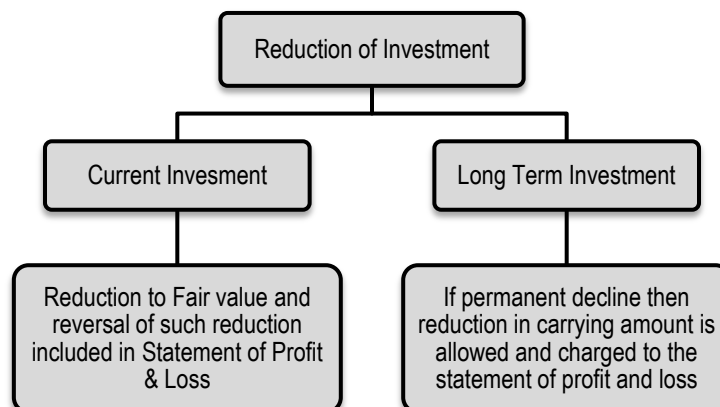 Reduction of Investment
Current Invesment
Long Term Investment
Reduction to Fair value and
reversal of such reduction
included in Statement of Profit
& Loss
If permanent decline then
reduction in carrying amount is
allowed and charged to the
statement of profit and loss